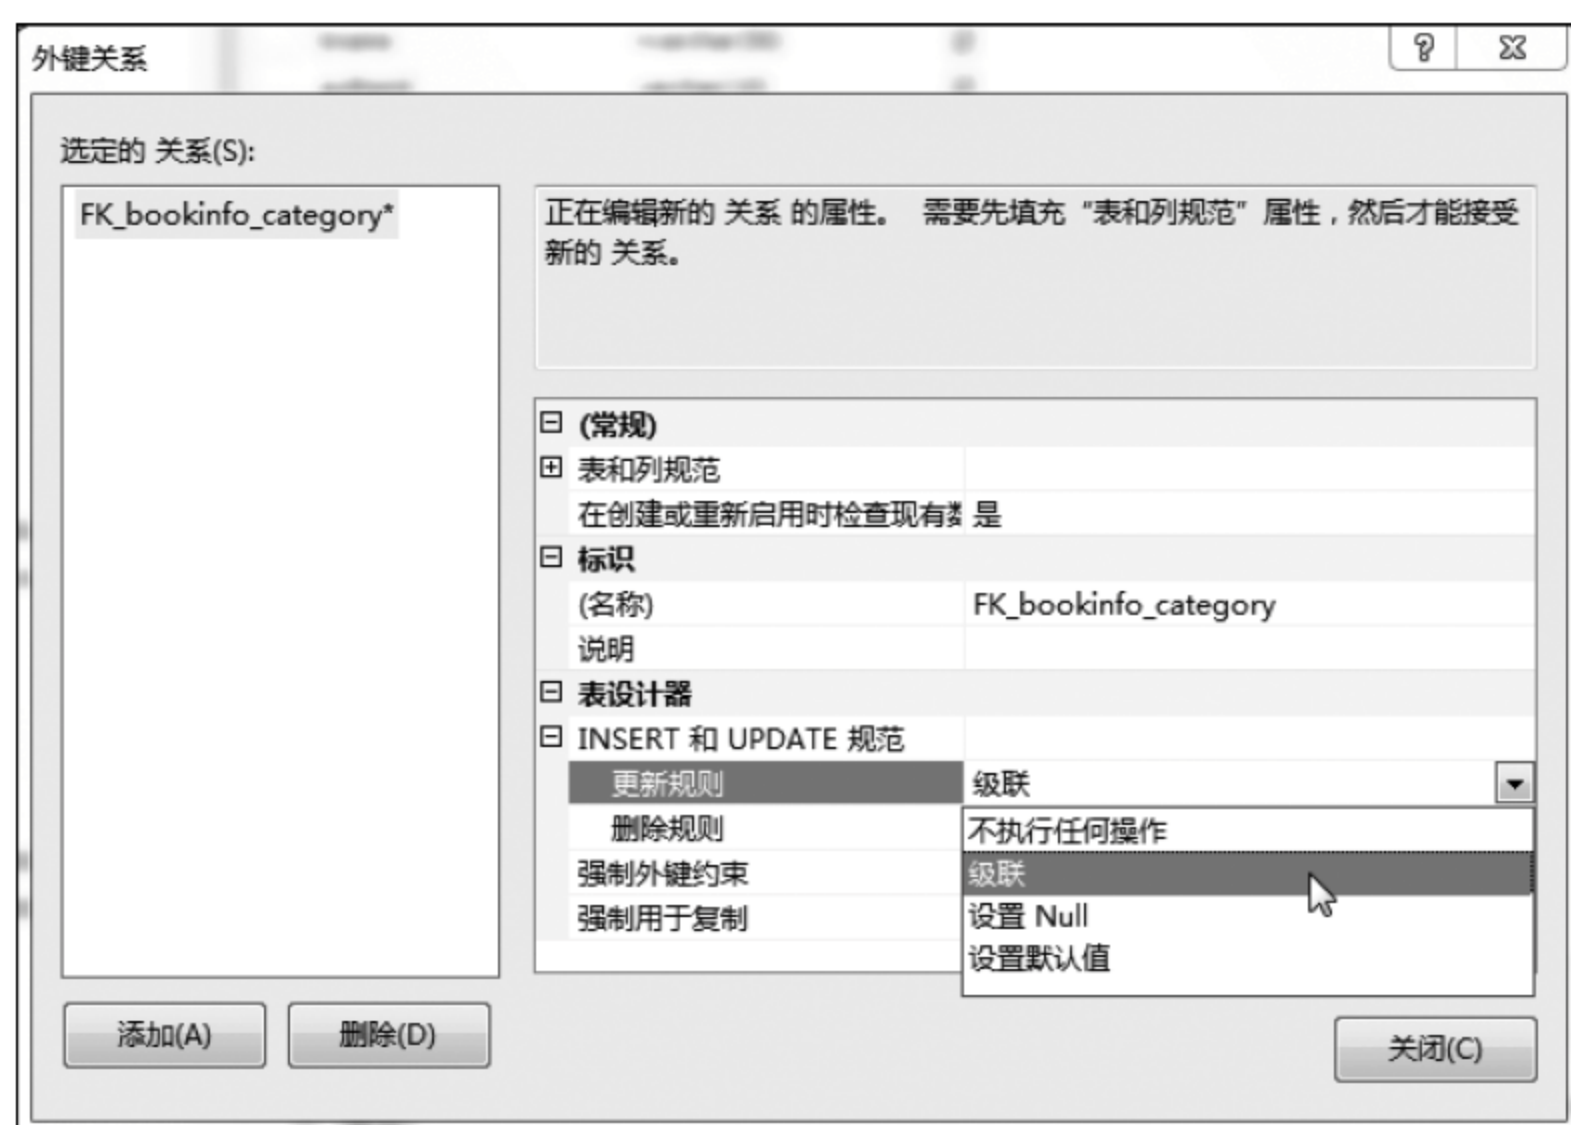 外键关系
选定的 关系(S):
FK_bookinfo_category*
正在编辑新的 关系 的属性。 需要先填充“表和列规范”属性，然后才能接受
新的 关系。
(常规)
表和列规范
在创建或重新启用时检查现有 是
标识
(名称) FK_bookinfo_category
说明
表设计器
INSERT 和 UPDATE 规范
更新规则 级联
删除规则 不执行任何操作
强制外键约束 级联
强制用于复制 设置 Null
设置默认值
添加(A) 删除(D)
关闭(C)